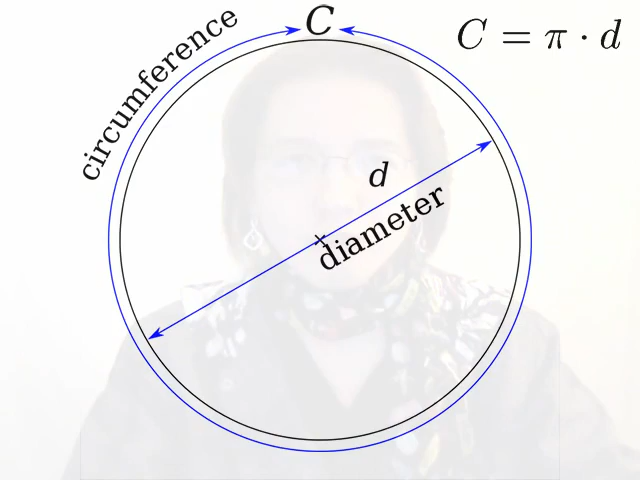 C
C = π · d
circumference
d
diameter